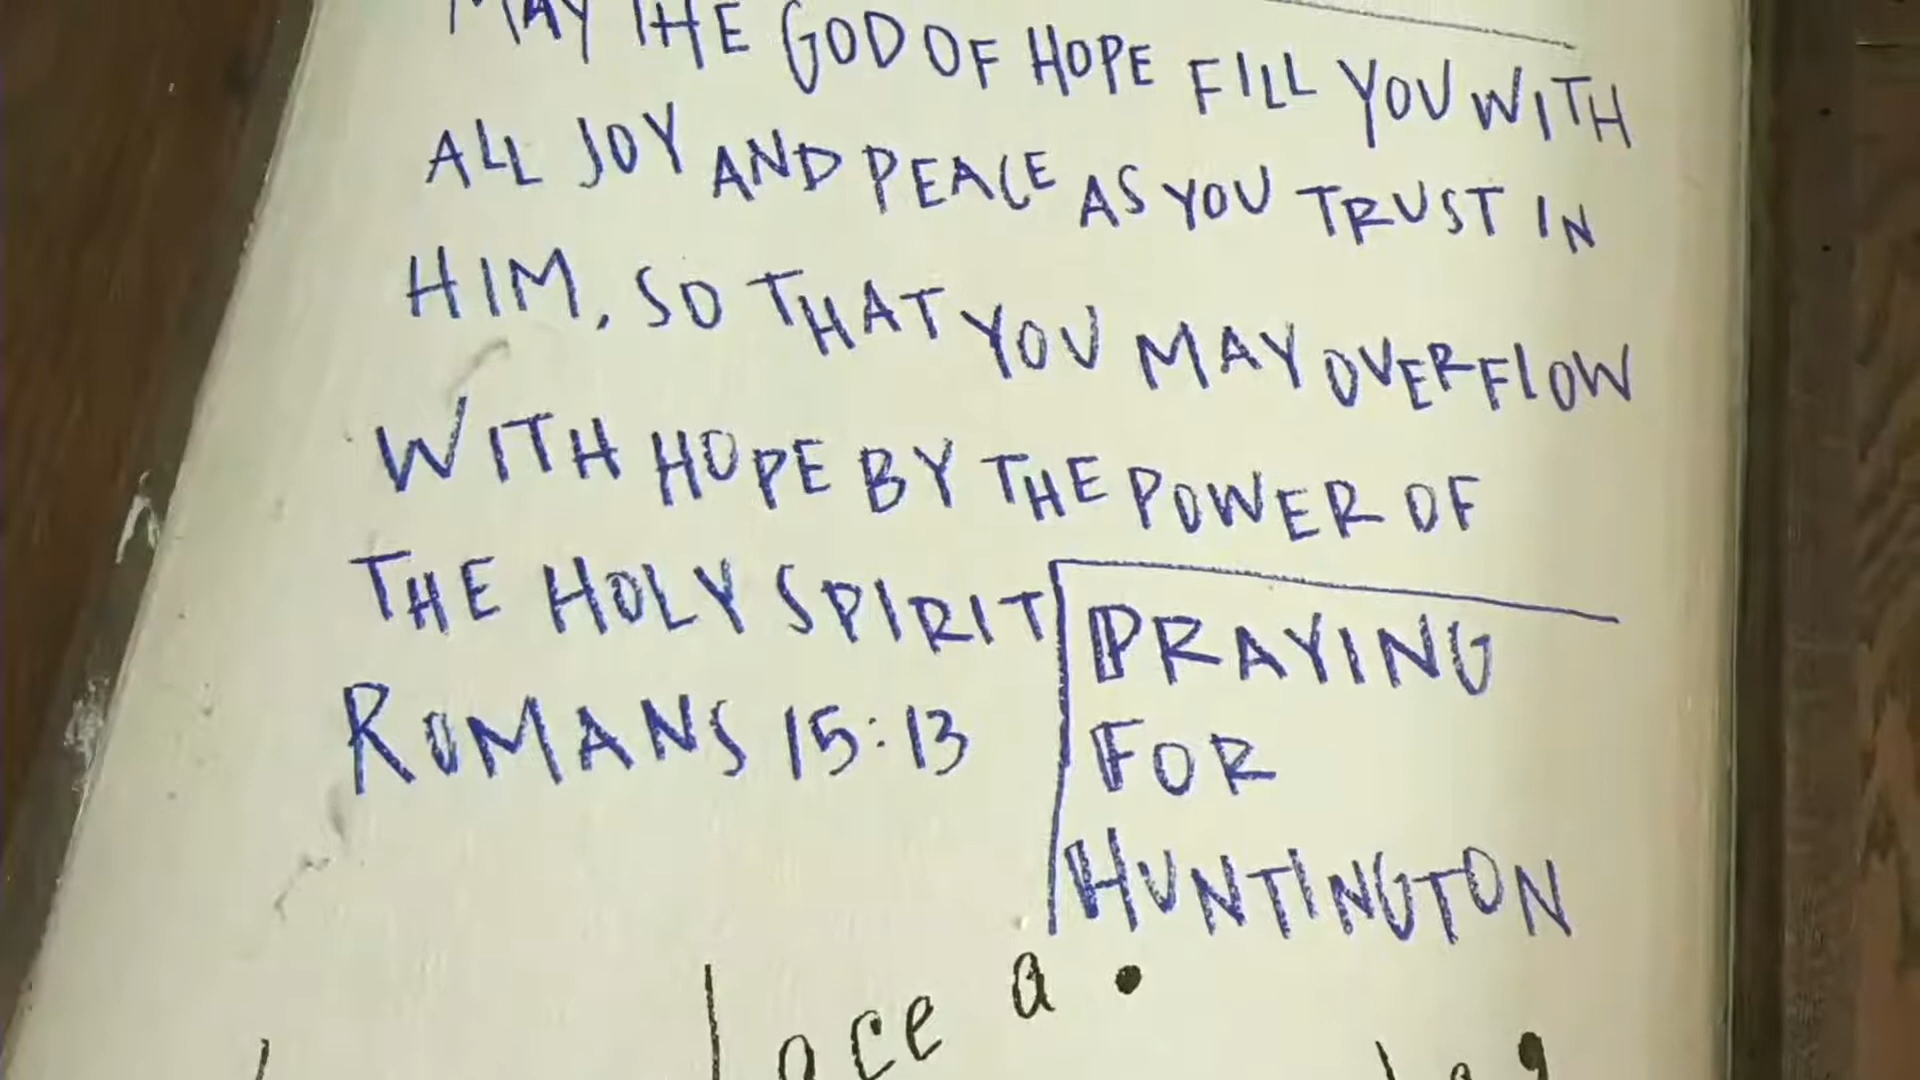 MAY THE GOD OF HOPE FILL YOU WITH
ALL JOY AND PEACE AS YOU TRUST IN
HIM, SO THAT YOU MAY OVERFLOW
WITH HOPE BY THE POWER OF
THE HOLY SPIRIT
ROMANS 15:13
PRAYING
FOR
HUNTINGTON
a